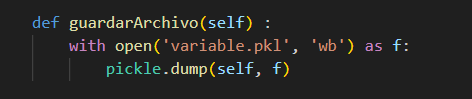 def guardarArchivo(self) :
with open('variable.pkl', 'wb') as f:
pickle.dump(self, f)